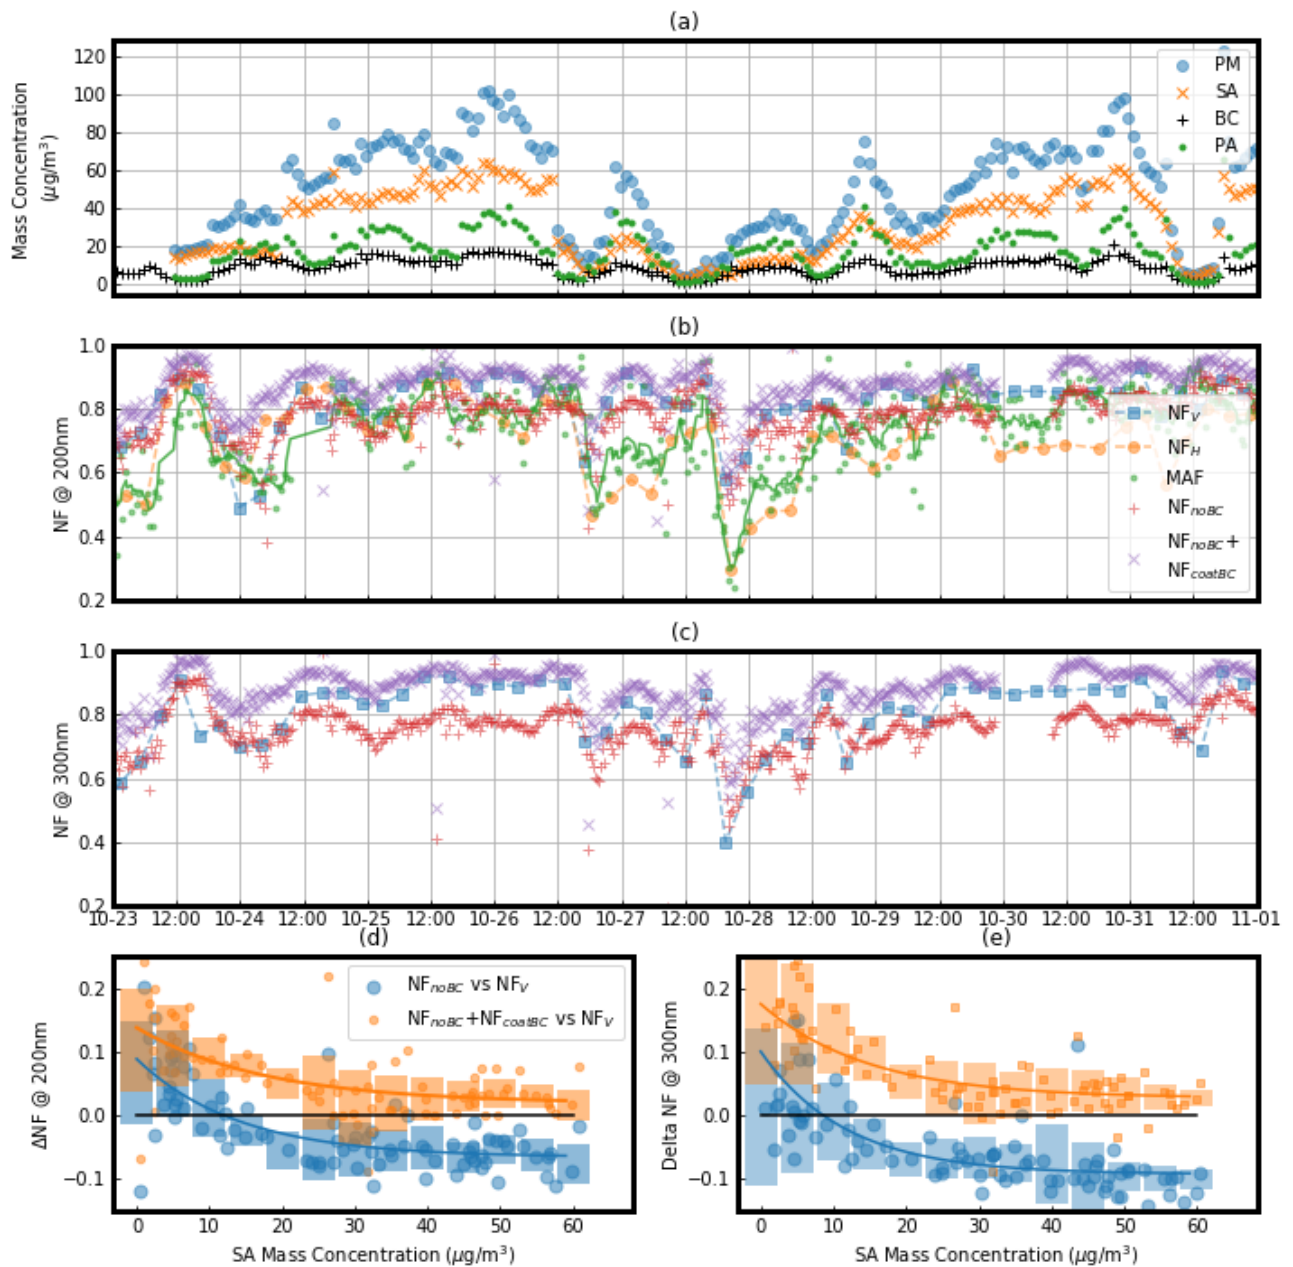 (a)
Mass Concentration
(μg/m³)
120
100
80
60
40
20
0
PM
SA
BC
PA
(b)
NF @ 200nm
1.0
0.8
0.6
0.4
0.2
NF_V
NF_H
MAF
NF_noBC
NF_noBC+
NF_coatBC
(c)
NF @ 300nm
1.0
0.8
0.6
0.4
0.2
10-23 12:00 10-24 12:00 10-25 12:00 10-26 12:00 10-27 12:00 10-28 12:00 10-29 12:00 10-30 12:00 10-31 12:00 11-01
(d)
ΔNF @ 200nm
0.2
0.1
0.0
−0.1
NF_noBC vs NF_V
NF_noBC+NF_coatBC vs NF_V
0 10 20 30 40 50 60
SA Mass Concentration (μg/m³)
(e)
Delta NF @ 300nm
0.2
0.1
0.0
−0.1
0 10 20 30 40 50 60
SA Mass Concentration (μg/m³)